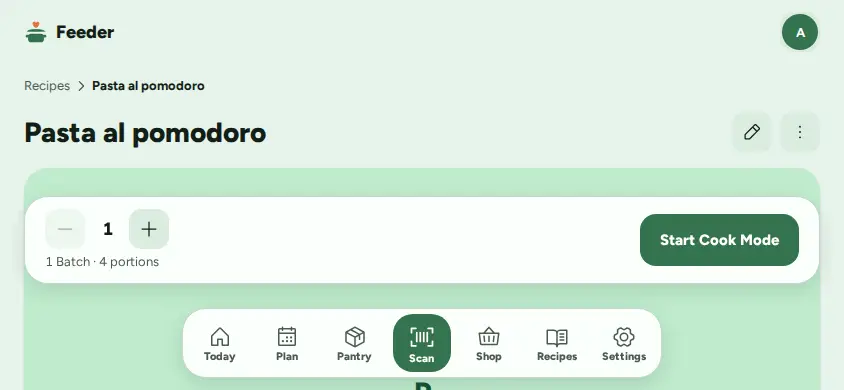 Feeder
A
Recipes > Pasta al pomodoro
Pasta al pomodoro
1
1 Batch · 4 portions
Start Cook Mode
Today
Plan
Pantry
Scan
Shop
Recipes
Settings